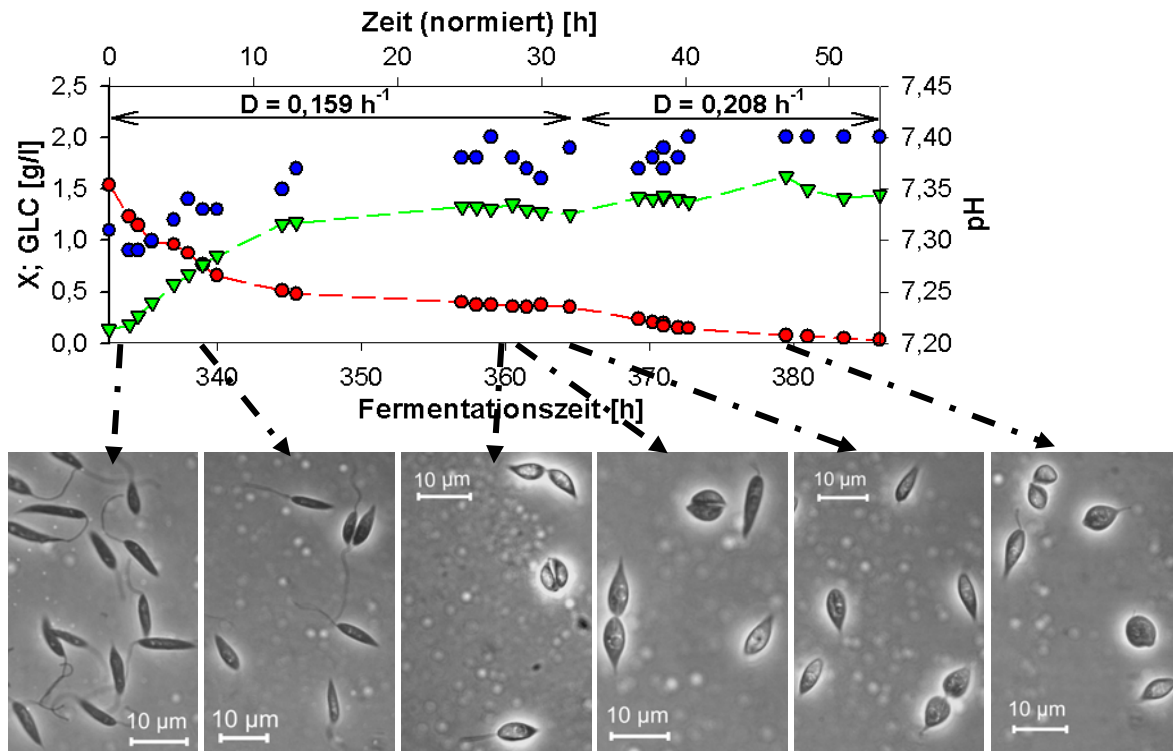 Zeit (normiert) [h]
0 10 20 30 40 50
2,5 7,45
D = 0,159 h-1 D = 0,208 h-1
2,0 7,40
1,5 7,35
1,0 7,30
0,5 7,25
0,0 7,20
X; GLC [g/l]
pH
340 350 360 370 380
Fermentationszeit [h]
10 µm 10 µm 10 µm
10 µm 10 µm 10 µm